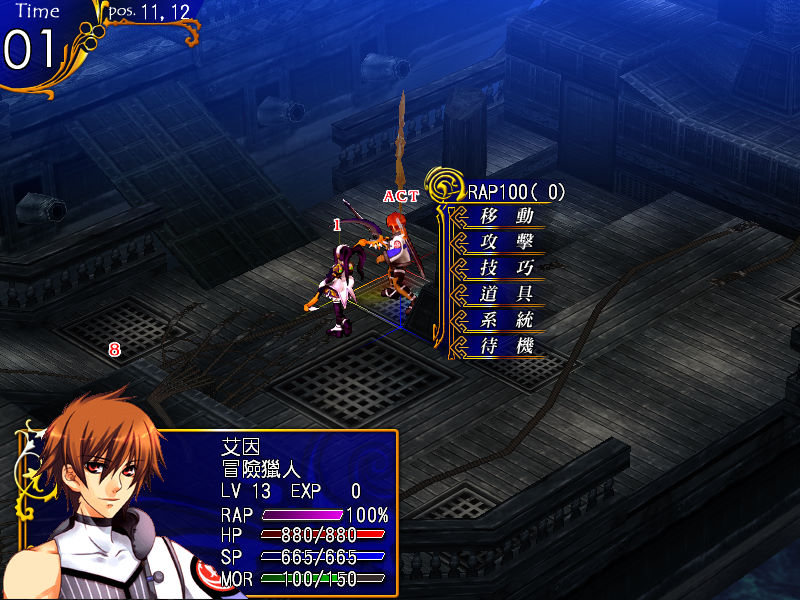 Time
pos. 11,12
01
ACT
RAP100( 0)
1
移動
攻擊
技巧
道具
系統
待機
8
艾因
冒險獵人
LV 13 EXP 0
RAP 100%
HP 880/880
SP 665/665
MOR 100/150